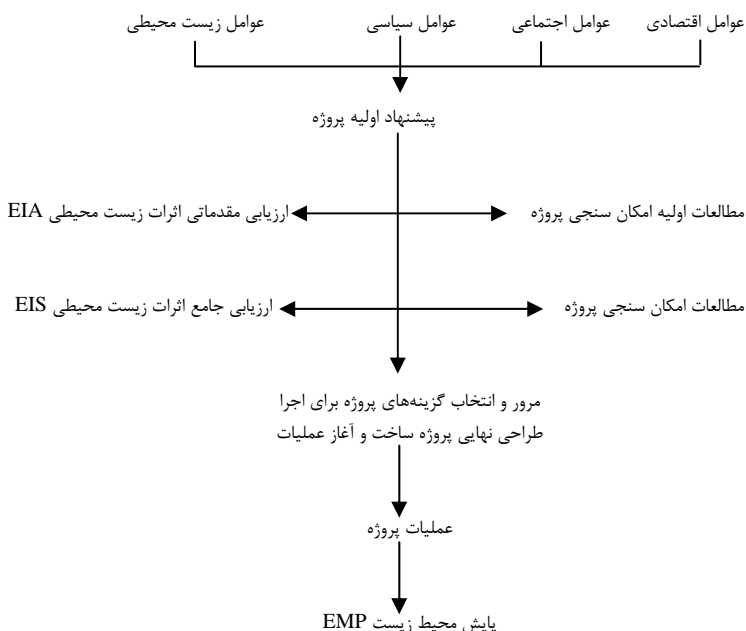 عوامل اقتصادی
عوامل اجتماعی
عوامل سیاسی
عوامل زیست محیطی
پیشنهاد اولیه پروژه
مطالعات اولیه امکان سنجی پروژه
ارزیابی مقدماتی اثرات زیست محیطی EIA
مطالعات امکان سنجی پروژه
ارزیابی جامع اثرات زیست محیطی EIS
مرور و انتخاب گزینه‌های پروژه برای اجرا
طراحی نهایی پروژه ساخت و آغاز عملیات
عملیات پروژه
پایش محیط زیست EMP